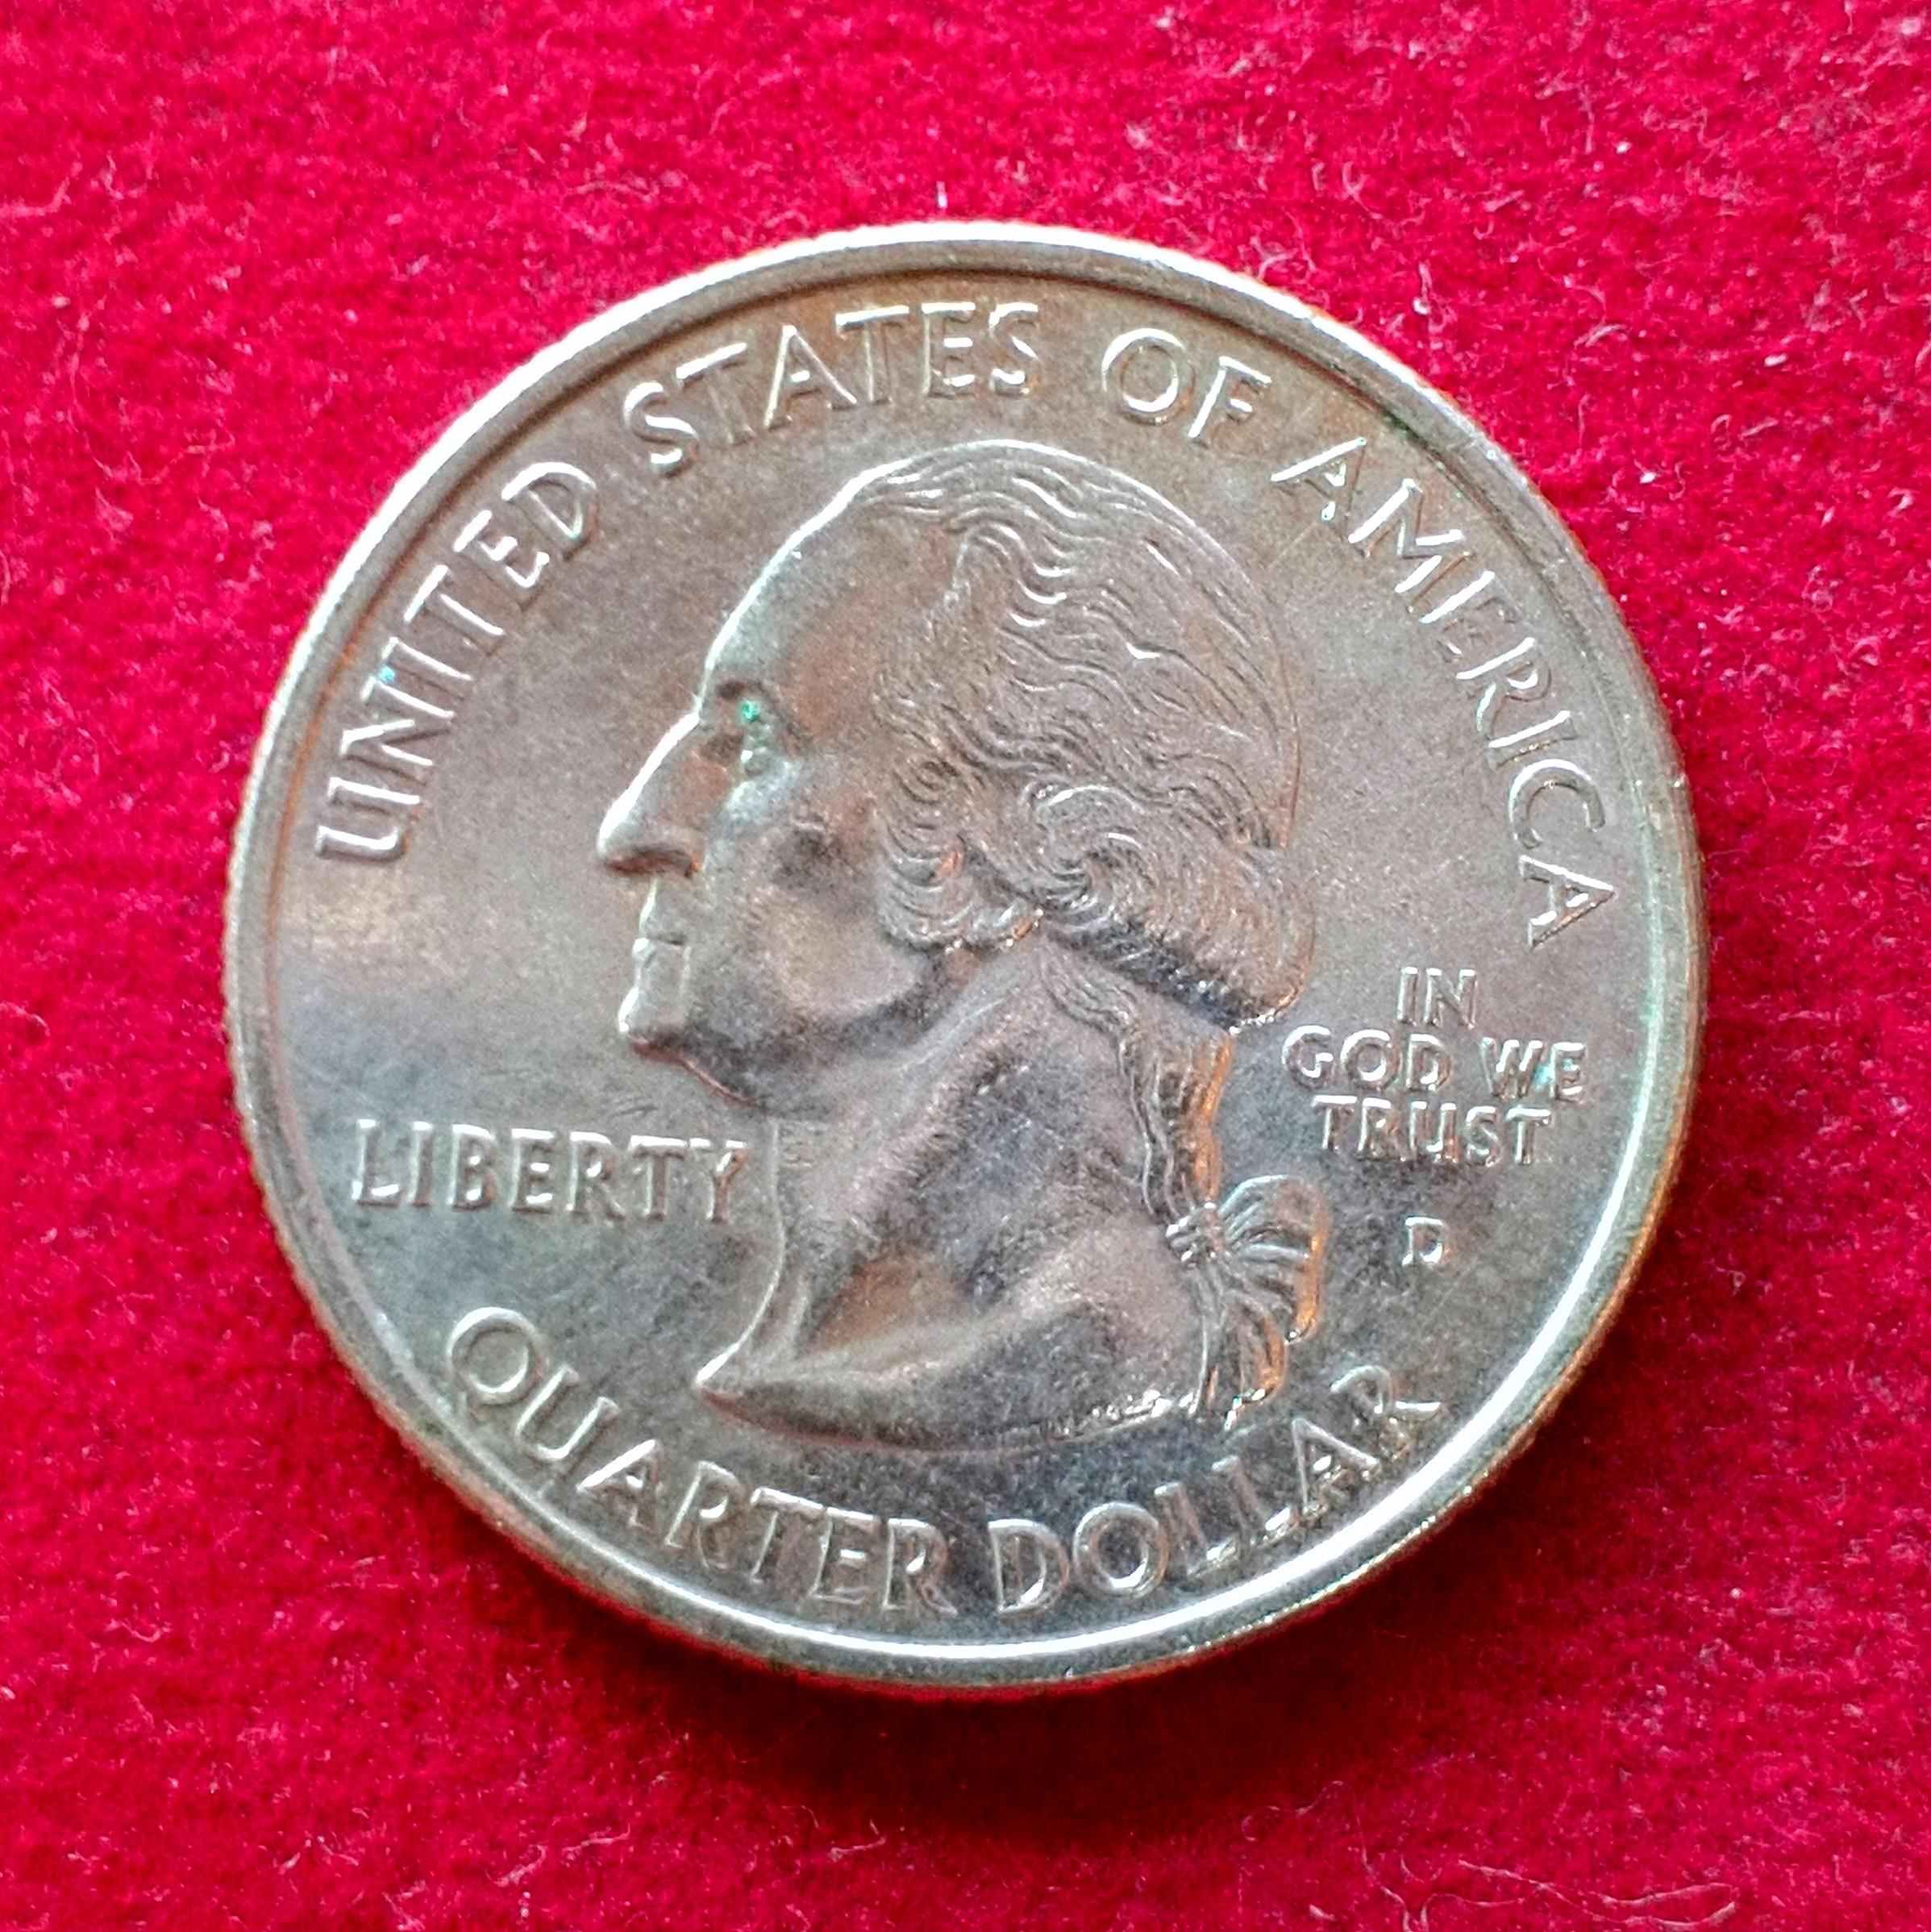 UNITED STATES OF AMERICA
LIBERTY
IN
GOD WE
TRUST
D
QUARTER DOLLAR